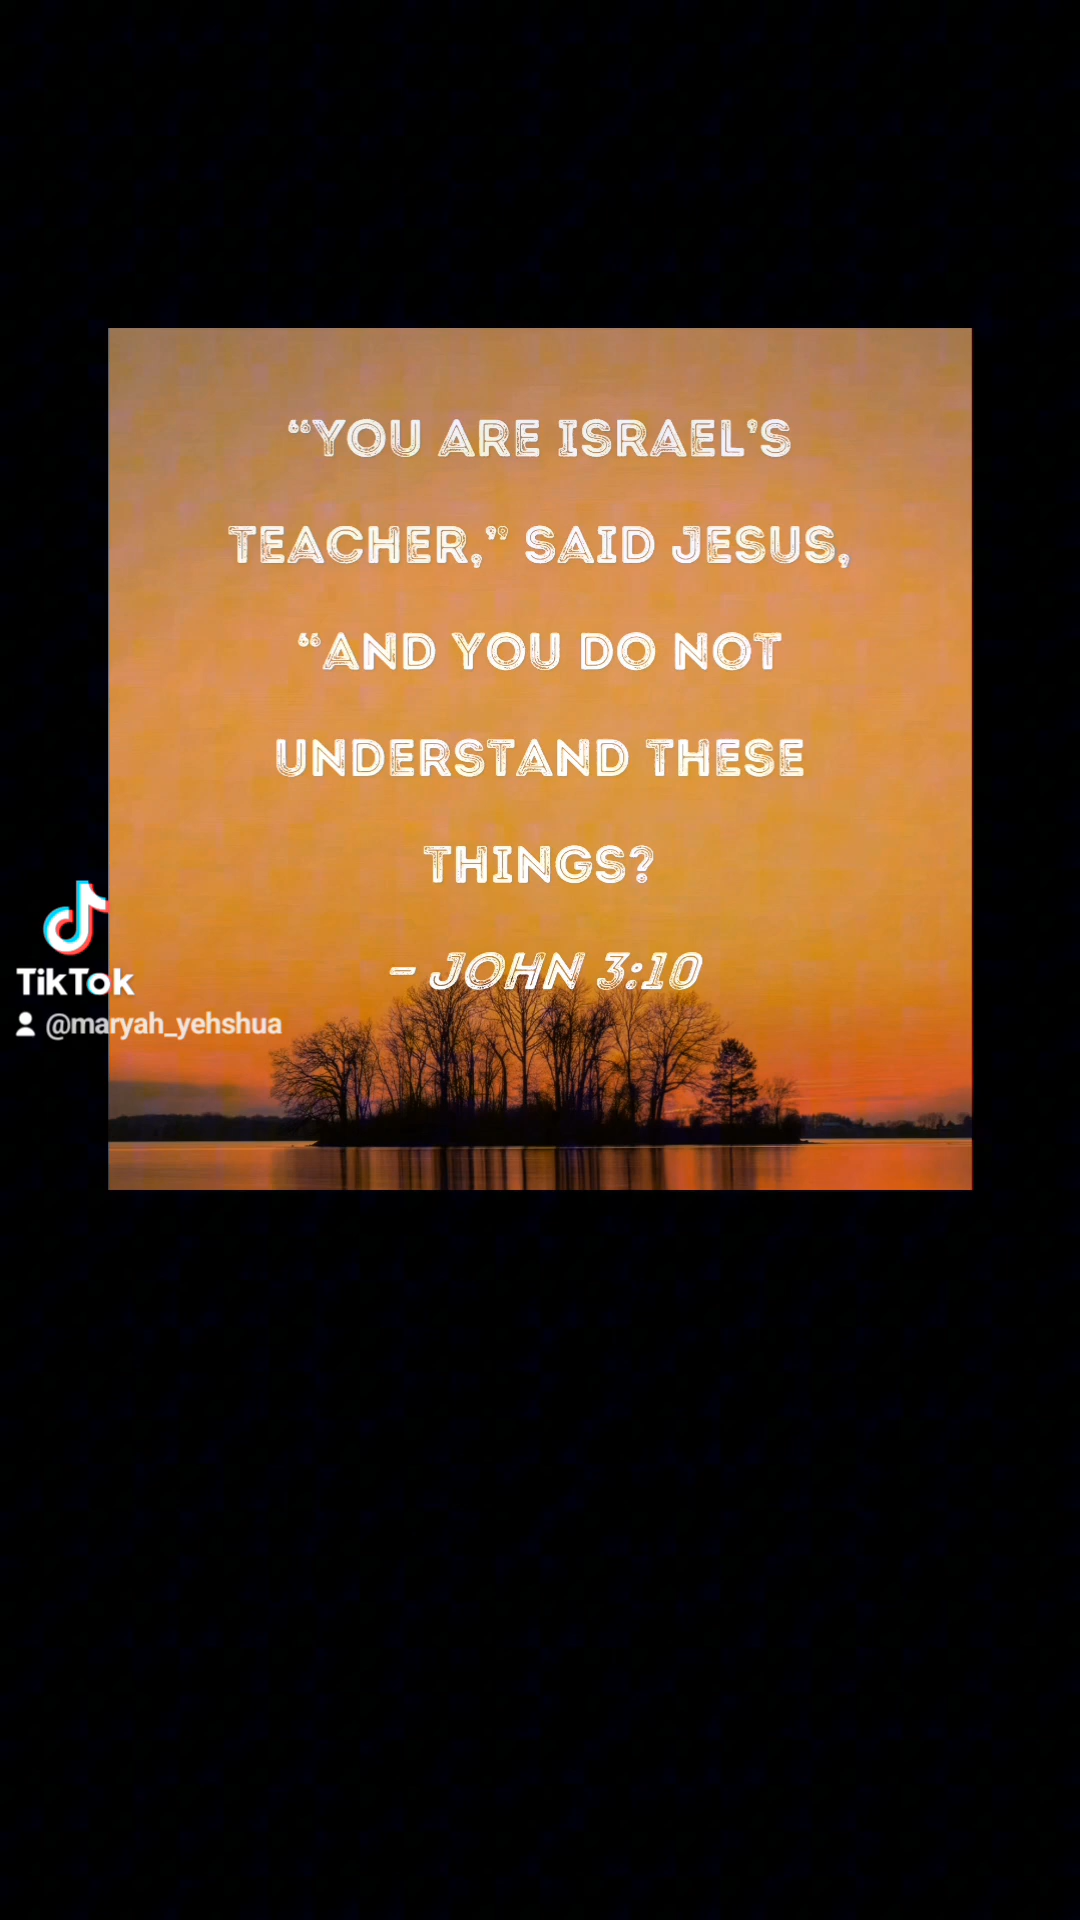 “YOU ARE ISRAEL’S
TEACHER,” SAID JESUS,
“AND YOU DO NOT
UNDERSTAND THESE
THINGS?
– JOHN 3:10
TikTok
@maryah_yehshua